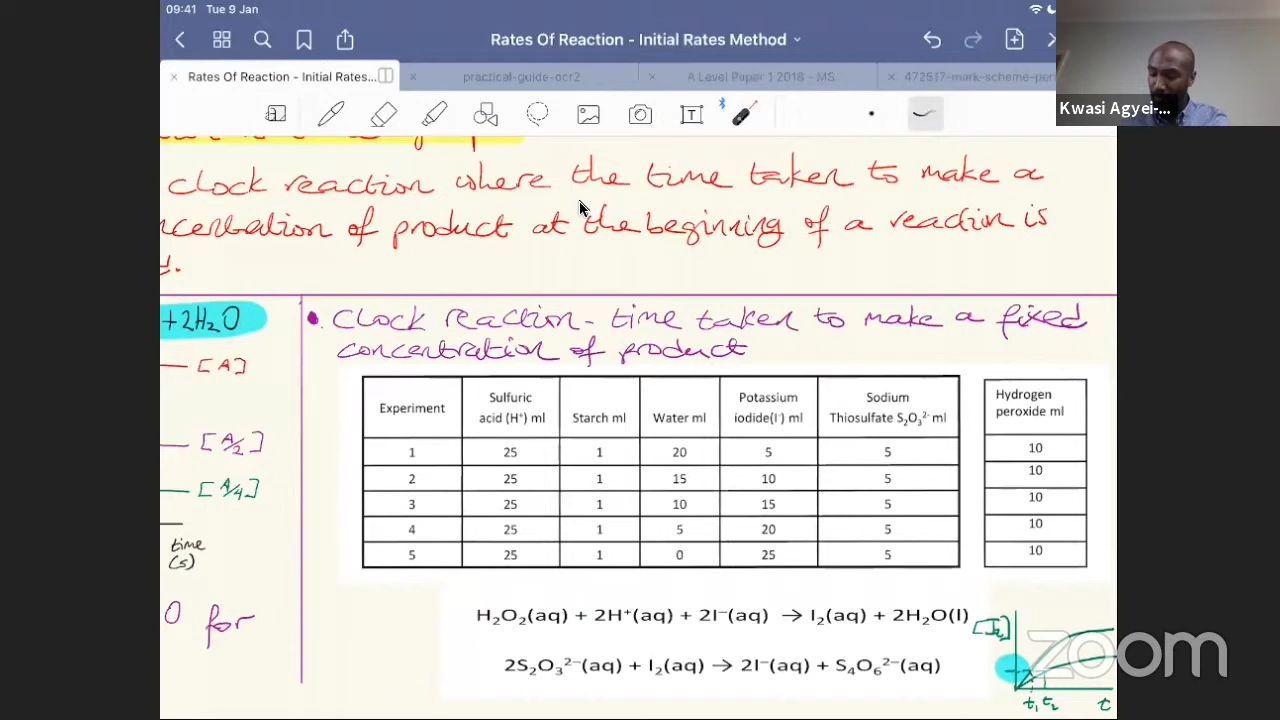 09:41 Tue 9 Jan
Rates Of Reaction - Initial Rates Method
Rates Of Reaction - Initial Rates...
practical-guide-ocr2
A Level Paper 1 2018 - MS
472517-mark-scheme-pen
Kwasi Agyei-...
clock reaction where the time taken to make a
ncentration of product at the beginning of a reaction is
d.
+2H₂O
[A]
[A/2]
[A/4]
time
(s)
0 for
• Clock reaction - time taken to make a fixed
concentration of product
Experiment Sulfuric acid (H⁺) ml Starch ml Water ml Potassium iodide(I⁻) ml Sodium Thiosulfate S₂O₃²⁻ ml Hydrogen peroxide ml
1 25 1 20 5 5 10
2 25 1 15 10 5 10
3 25 1 10 15 5 10
4 25 1 5 20 5 10
5 25 1 0 25 5 10
H₂O₂(aq) + 2H⁺(aq) + 2I⁻(aq) → I₂(aq) + 2H₂O(l)
2S₂O₃²⁻(aq) + I₂(aq) → 2I⁻(aq) + S₄O₆²⁻(aq)
[I₂]
t₁ t₂ t
zoom